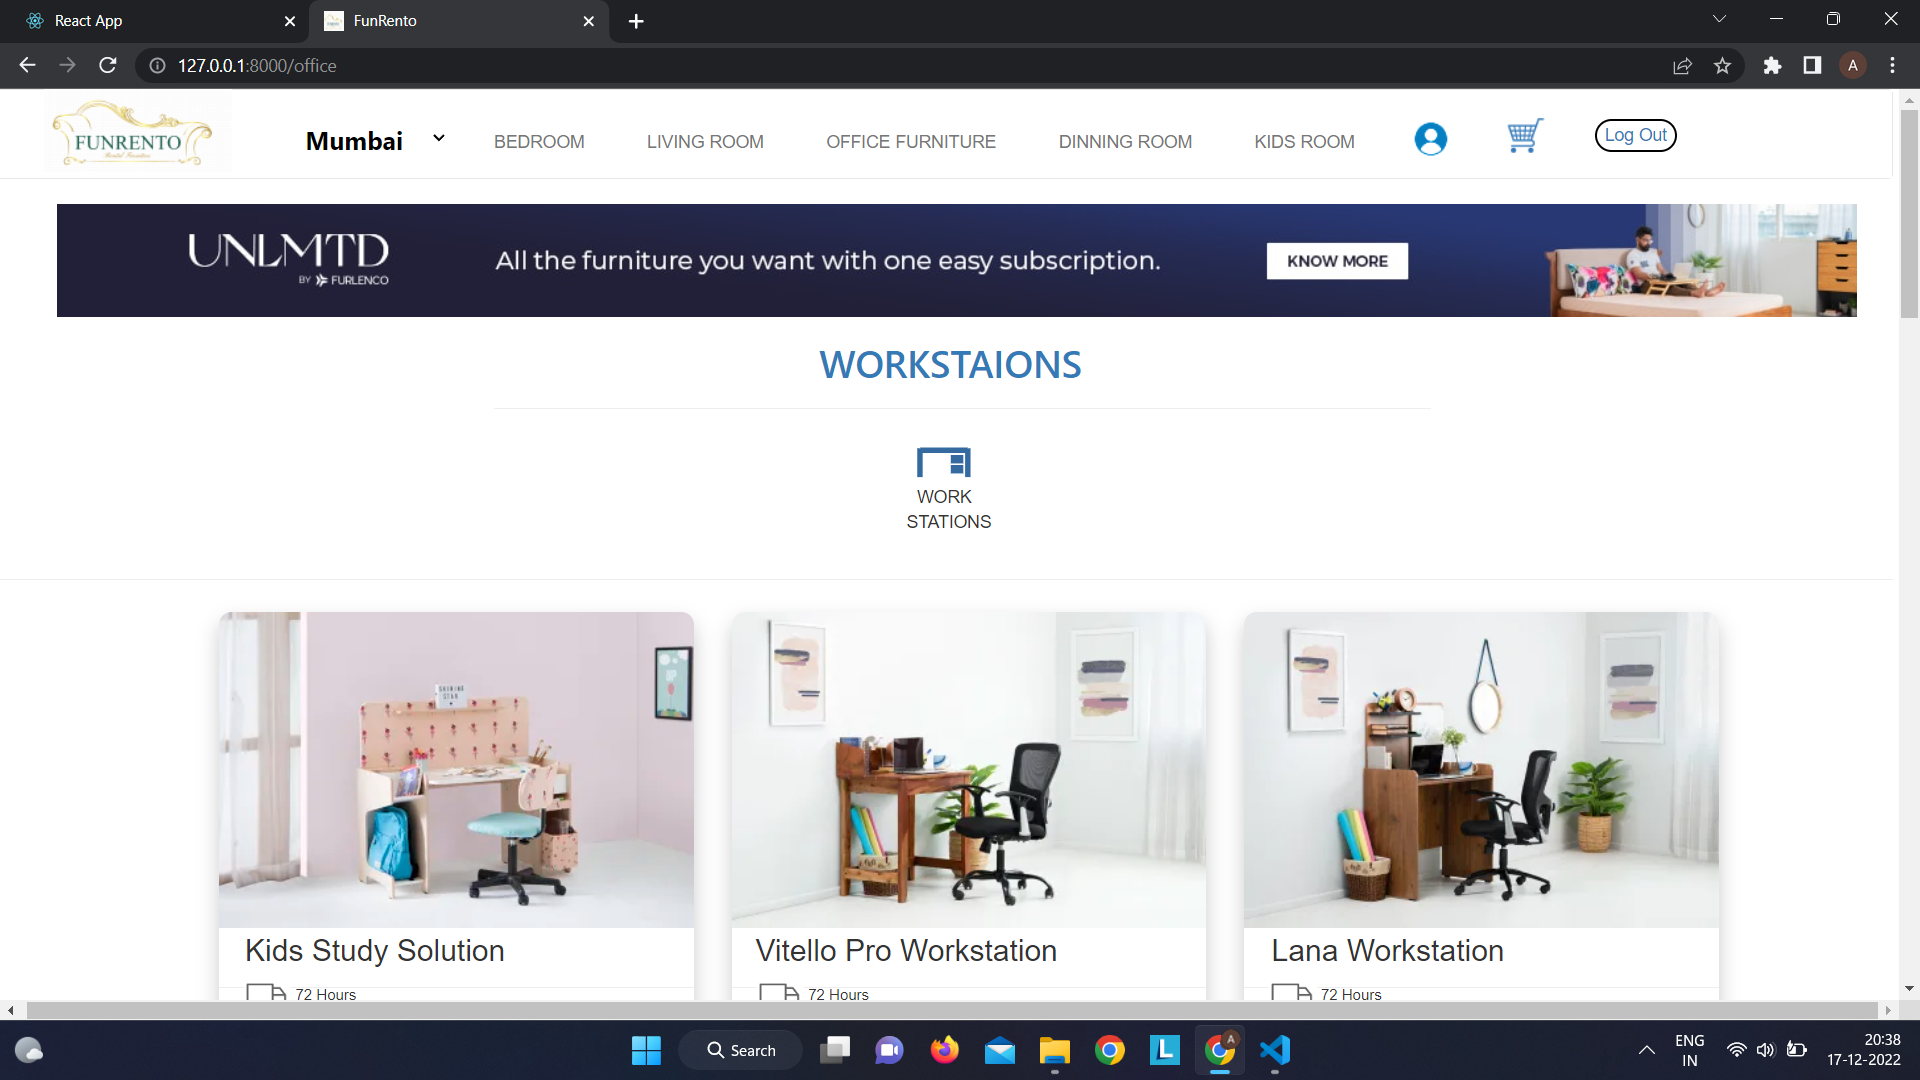 React App
FunRento
127.0.0.1:8000/office
A
FUNRENTO
Mumbai
BEDROOM
LIVING ROOM
OFFICE FURNITURE
DINNING ROOM
KIDS ROOM
Log Out
UNLMTD
BY FURLENCO
All the furniture you want with one easy subscription.
KNOW MORE
WORKSTAIONS
WORK
STATIONS
SHINING
STAR
Kids Study Solution
72 Hours
Vitello Pro Workstation
72 Hours
Lana Workstation
72 Hours
Search
L
A
ENG
IN
20:38
17-12-2022